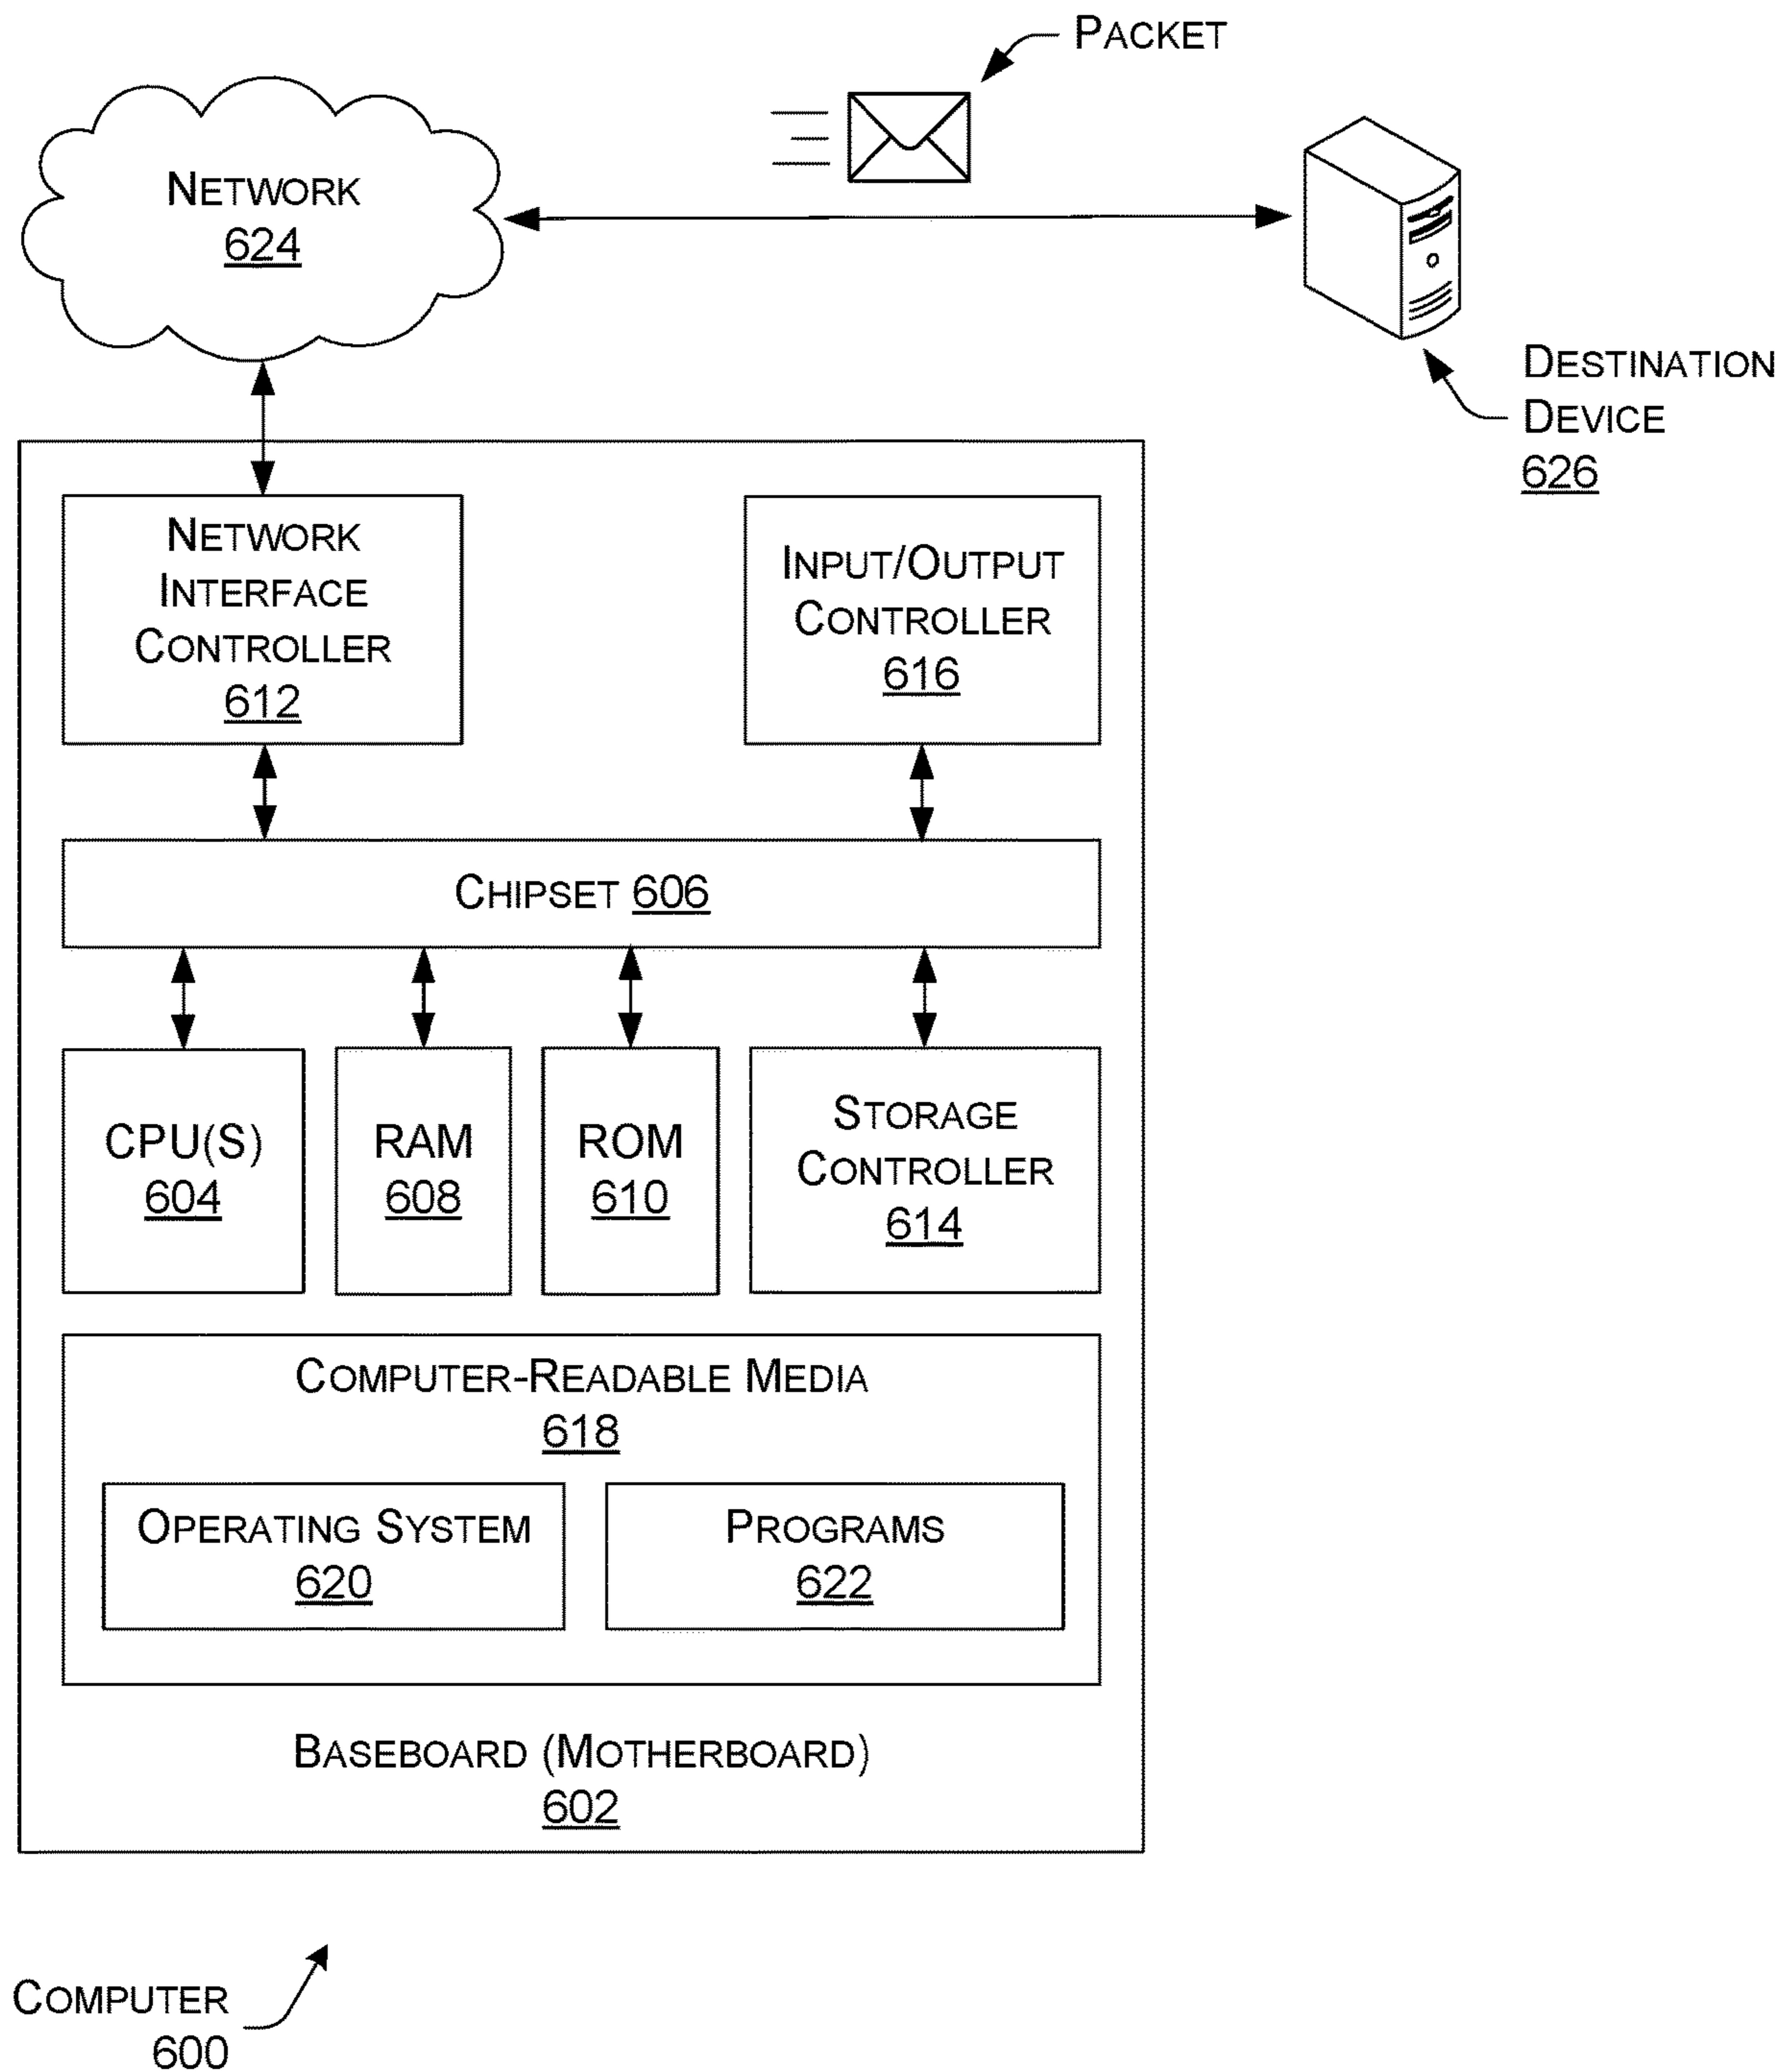 PACKET
NETWORK
624
DESTINATION
DEVICE
626
NETWORK
INTERFACE
CONTROLLER
612
INPUT/OUTPUT
CONTROLLER
616
CHIPSET 606
CPU(S)
604
RAM
608
ROM
610
STORAGE
CONTROLLER
614
COMPUTER-READABLE MEDIA
618
OPERATING SYSTEM
620
PROGRAMS
622
BASEBOARD (MOTHERBOARD)
602
COMPUTER
600